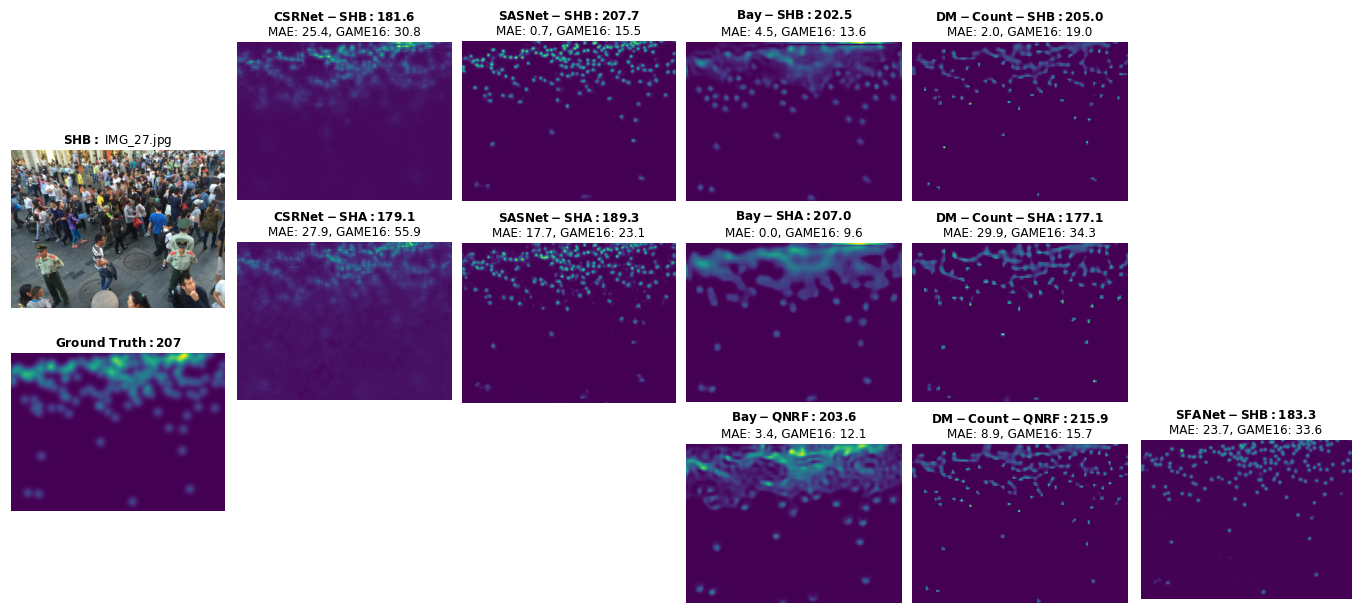 CSRNet − SHB : 181.6
MAE: 25.4, GAME16: 30.8
SASNet − SHB : 207.7
MAE: 0.7, GAME16: 15.5
Bay − SHB : 202.5
MAE: 4.5, GAME16: 13.6
DM − Count − SHB : 205.0
MAE: 2.0, GAME16: 19.0
SHB : IMG_27.jpg
CSRNet − SHA : 179.1
MAE: 27.9, GAME16: 55.9
SASNet − SHA : 189.3
MAE: 17.7, GAME16: 23.1
Bay − SHA : 207.0
MAE: 0.0, GAME16: 9.6
DM − Count − SHA : 177.1
MAE: 29.9, GAME16: 34.3
Ground Truth : 207
Bay − QNRF : 203.6
MAE: 3.4, GAME16: 12.1
DM − Count − QNRF : 215.9
MAE: 8.9, GAME16: 15.7
SFANet − SHB : 183.3
MAE: 23.7, GAME16: 33.6